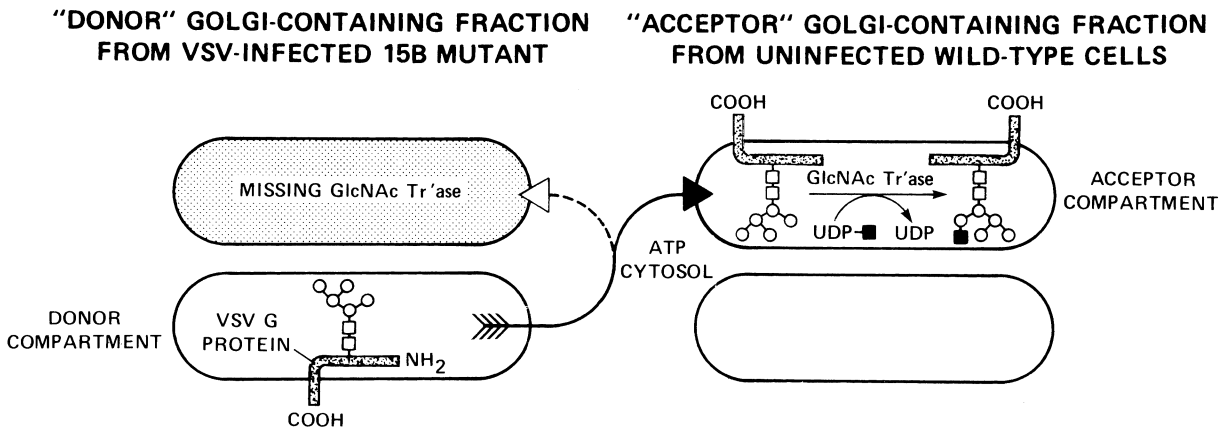 "DONOR" GOLGI-CONTAINING FRACTION
FROM VSV-INFECTED 15B MUTANT
"ACCEPTOR" GOLGI-CONTAINING FRACTION
FROM UNINFECTED WILD-TYPE CELLS
MISSING GlcNAc Tr'ase
DONOR
COMPARTMENT
VSV G
PROTEIN
NH2
COOH
ATP
CYTOSOL
COOH
COOH
GlcNAc Tr'ase
UDP
UDP
ACCEPTOR
COMPARTMENT